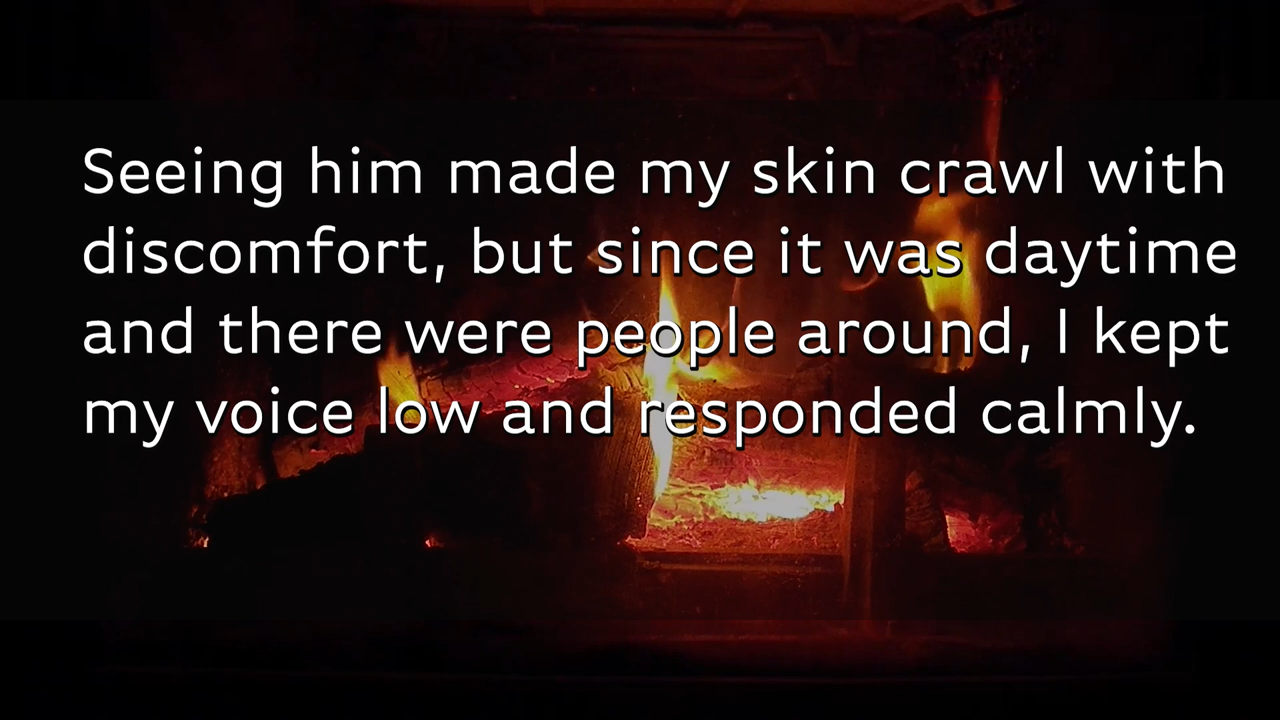 Seeing him made my skin crawl with
discomfort, but since it was daytime
and there were people around, I kept
my voice low and responded calmly.